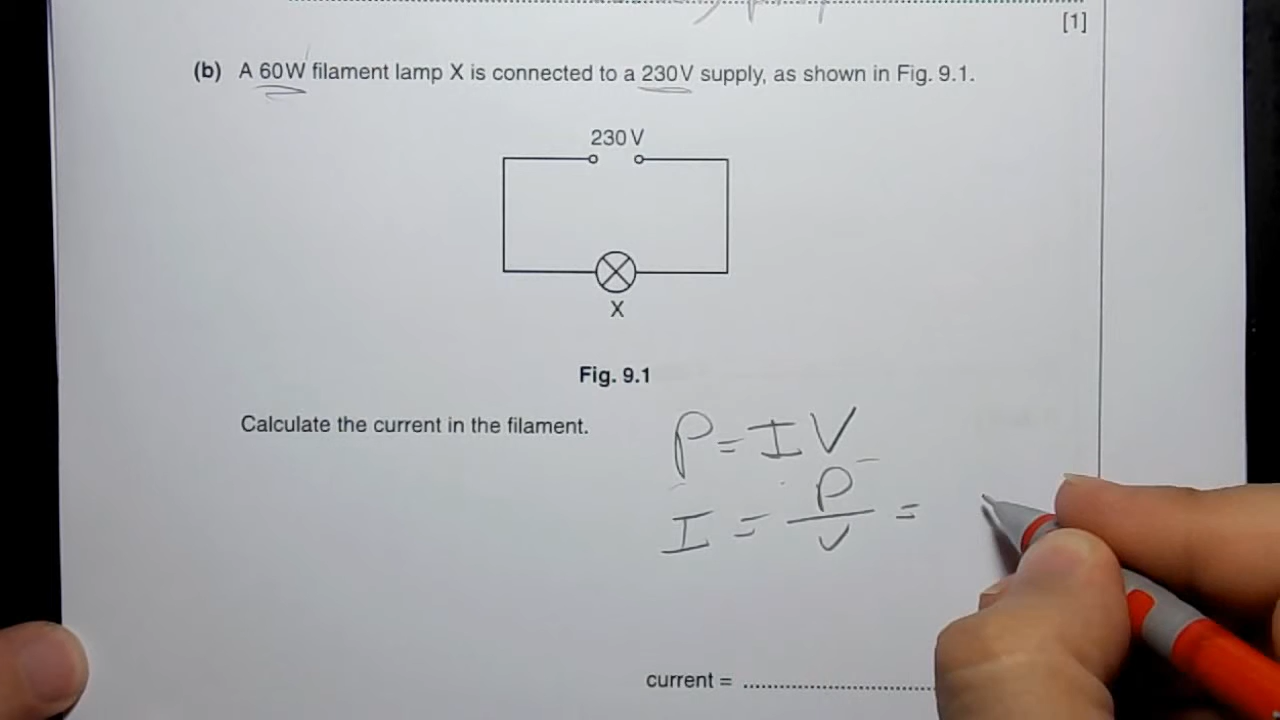 [1]
(b) A 60W filament lamp X is connected to a 230V supply, as shown in Fig. 9.1.
230 V
X
Fig. 9.1
Calculate the current in the filament.
P = IV
I = P/V =
current = ........................